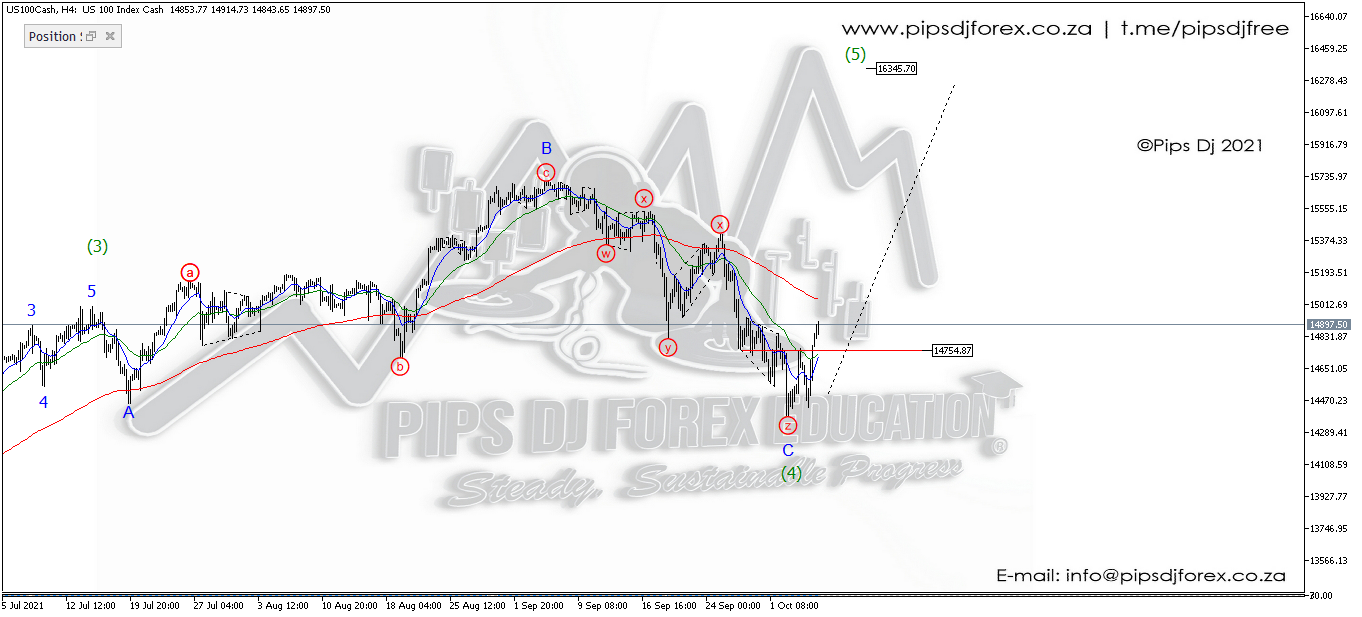 US100Cash, H4: US 100 Index Cash 14853.77 14914.73 14843.65 14897.50
Position
www.pipsdjforex.co.za | t.me/pipsdjfree
(5)
16345.70
©Pips Dj 2021
B
c
x
x
(3)
a
w
5
3
14754.87
y
b
4
A
z
C
(4)
PIPS DJ FOREX EDUCATION
Steady, Sustainable Progress
E-mail: info@pipsdjforex.co.za
16640.07
16459.25
16278.43
16097.61
15916.79
15735.97
15555.15
15374.33
15193.51
15012.69
14897.50
14831.87
14651.05
14470.23
14289.41
14108.59
13927.77
13746.95
13566.13
5 Jul 2021
12 Jul 12:00
19 Jul 20:00
27 Jul 04:00
3 Aug 12:00
10 Aug 20:00
18 Aug 04:00
25 Aug 12:00
1 Sep 20:00
9 Sep 08:00
16 Sep 16:00
24 Sep 00:00
1 Oct 08:00